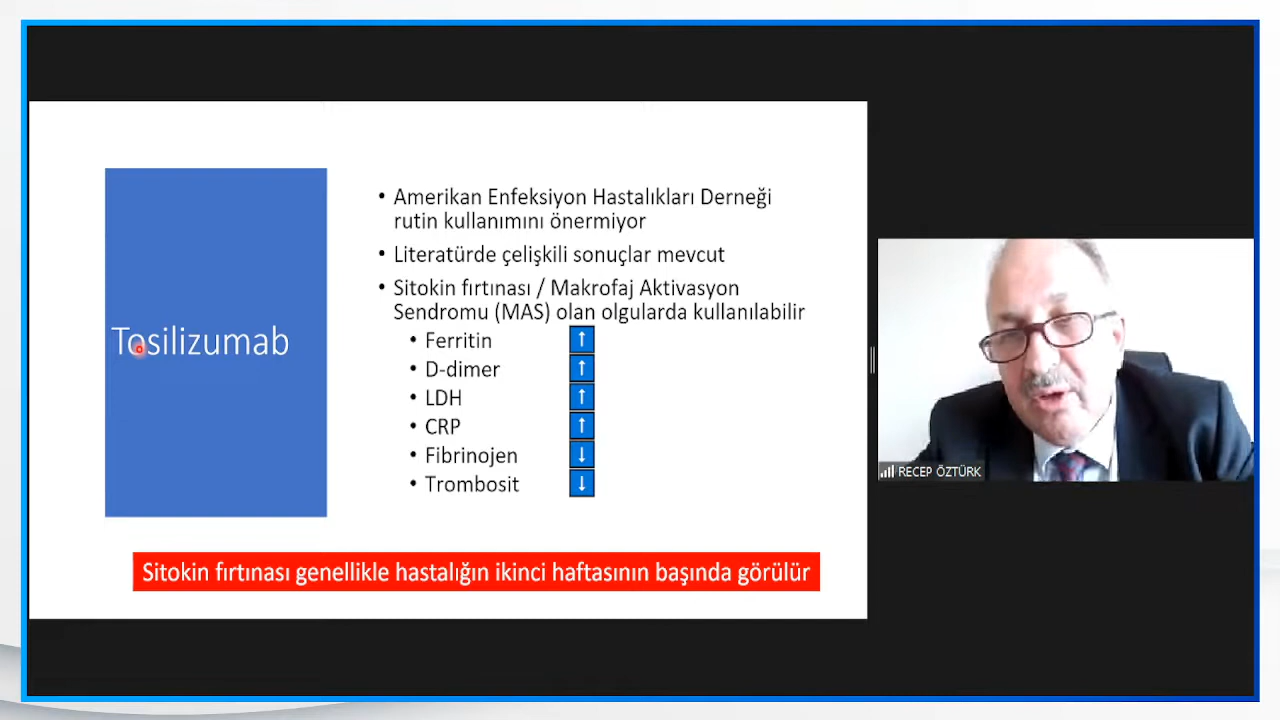 Tosilizumab
• Amerikan Enfeksiyon Hastalıkları Derneği
rutin kullanımını önermiyor
• Literatürde çelişkili sonuçlar mevcut
• Sitokin fırtınası / Makrofaj Aktivasyon
Sendromu (MAS) olan olgularda kullanılabilir
• Ferritin ↑
• D-dimer ↑
• LDH ↑
• CRP ↑
• Fibrinojen ↓
• Trombosit ↓
Sitokin fırtınası genellikle hastalığın ikinci haftasının başında görülür
RECEP ÖZTÜRK